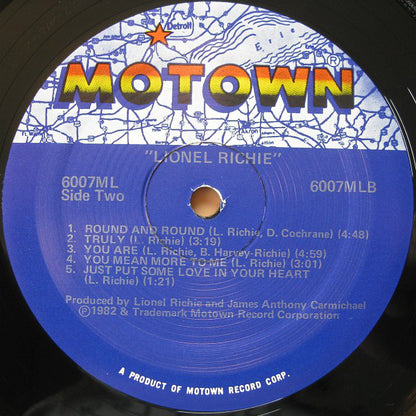 Detroit
Erie
MOTOWN®
"LIONEL RICHIE"
6007ML 6007MLB
Side Two
1. ROUND AND ROUND (L. Richie, D. Cochrane) (4:48)
2. TRULY (L. Richie) (3:19)
3. YOU ARE (L. Richie, B. Harvey-Richie) (4:59)
4. YOU MEAN MORE TO ME (L. Richie) (3:01)
5. JUST PUT SOME LOVE IN YOUR HEART
(L. Richie) (1:21)
Produced by Lionel Richie and James Anthony Carmichael
℗1982 & Trademark Motown Record Corporation
A PRODUCT OF MOTOWN RECORD CORP.